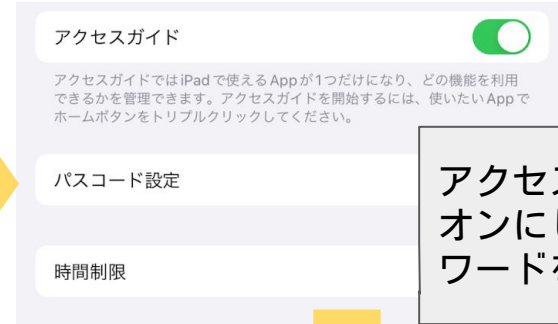 アクセスガイド
アクセスガイドではiPadで使えるAppが1つだけになり、どの機能を利用
できるかを管理できます。アクセスガイドを開始するには、使いたいAppで
ホームボタンをトリプルクリックしてください。
パスコード設定
アクセ
オンに
ワード
時間制限